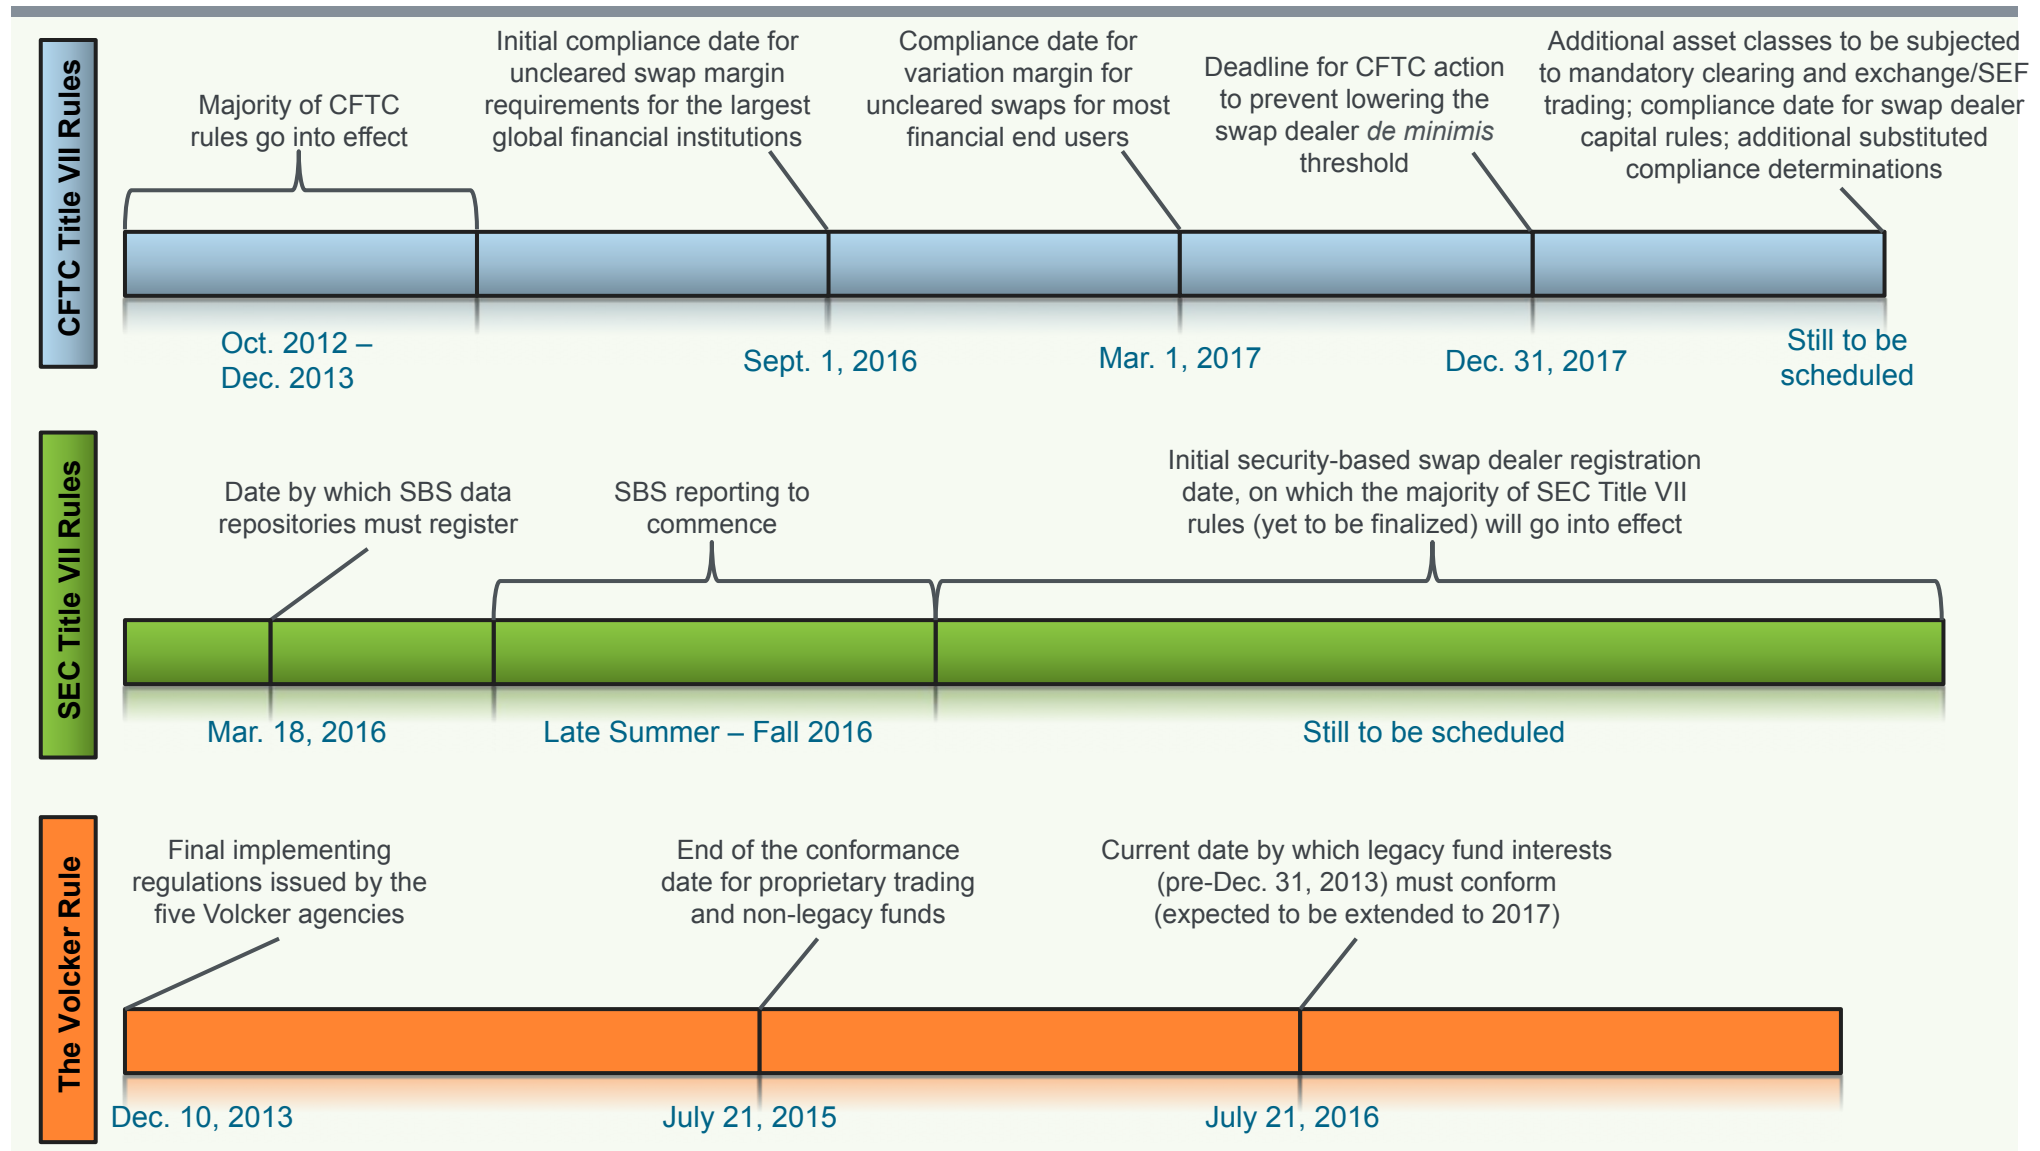 CFTC Title VII Rules
Majority of CFTC
rules go into effect
Initial compliance date for
uncleared swap margin
requirements for the largest
global financial institutions
Compliance date for
variation margin for
uncleared swaps for most
financial end users
Deadline for CFTC action
to prevent lowering the
swap dealer de minimis
threshold
Additional asset classes to be subjected
to mandatory clearing and exchange/SEF
trading; compliance date for swap dealer
capital rules; additional substituted
compliance determinations
Oct. 2012 –
Dec. 2013
Sept. 1, 2016
Mar. 1, 2017
Dec. 31, 2017
Still to be
scheduled
SEC Title VII Rules
Date by which SBS data
repositories must register
SBS reporting to
commence
Initial security-based swap dealer registration
date, on which the majority of SEC Title VII
rules (yet to be finalized) will go into effect
Mar. 18, 2016
Late Summer – Fall 2016
Still to be scheduled
The Volcker Rule
Final implementing
regulations issued by the
five Volcker agencies
End of the conformance
date for proprietary trading
and non-legacy funds
Current date by which legacy fund interests
(pre-Dec. 31, 2013) must conform
(expected to be extended to 2017)
Dec. 10, 2013
July 21, 2015
July 21, 2016